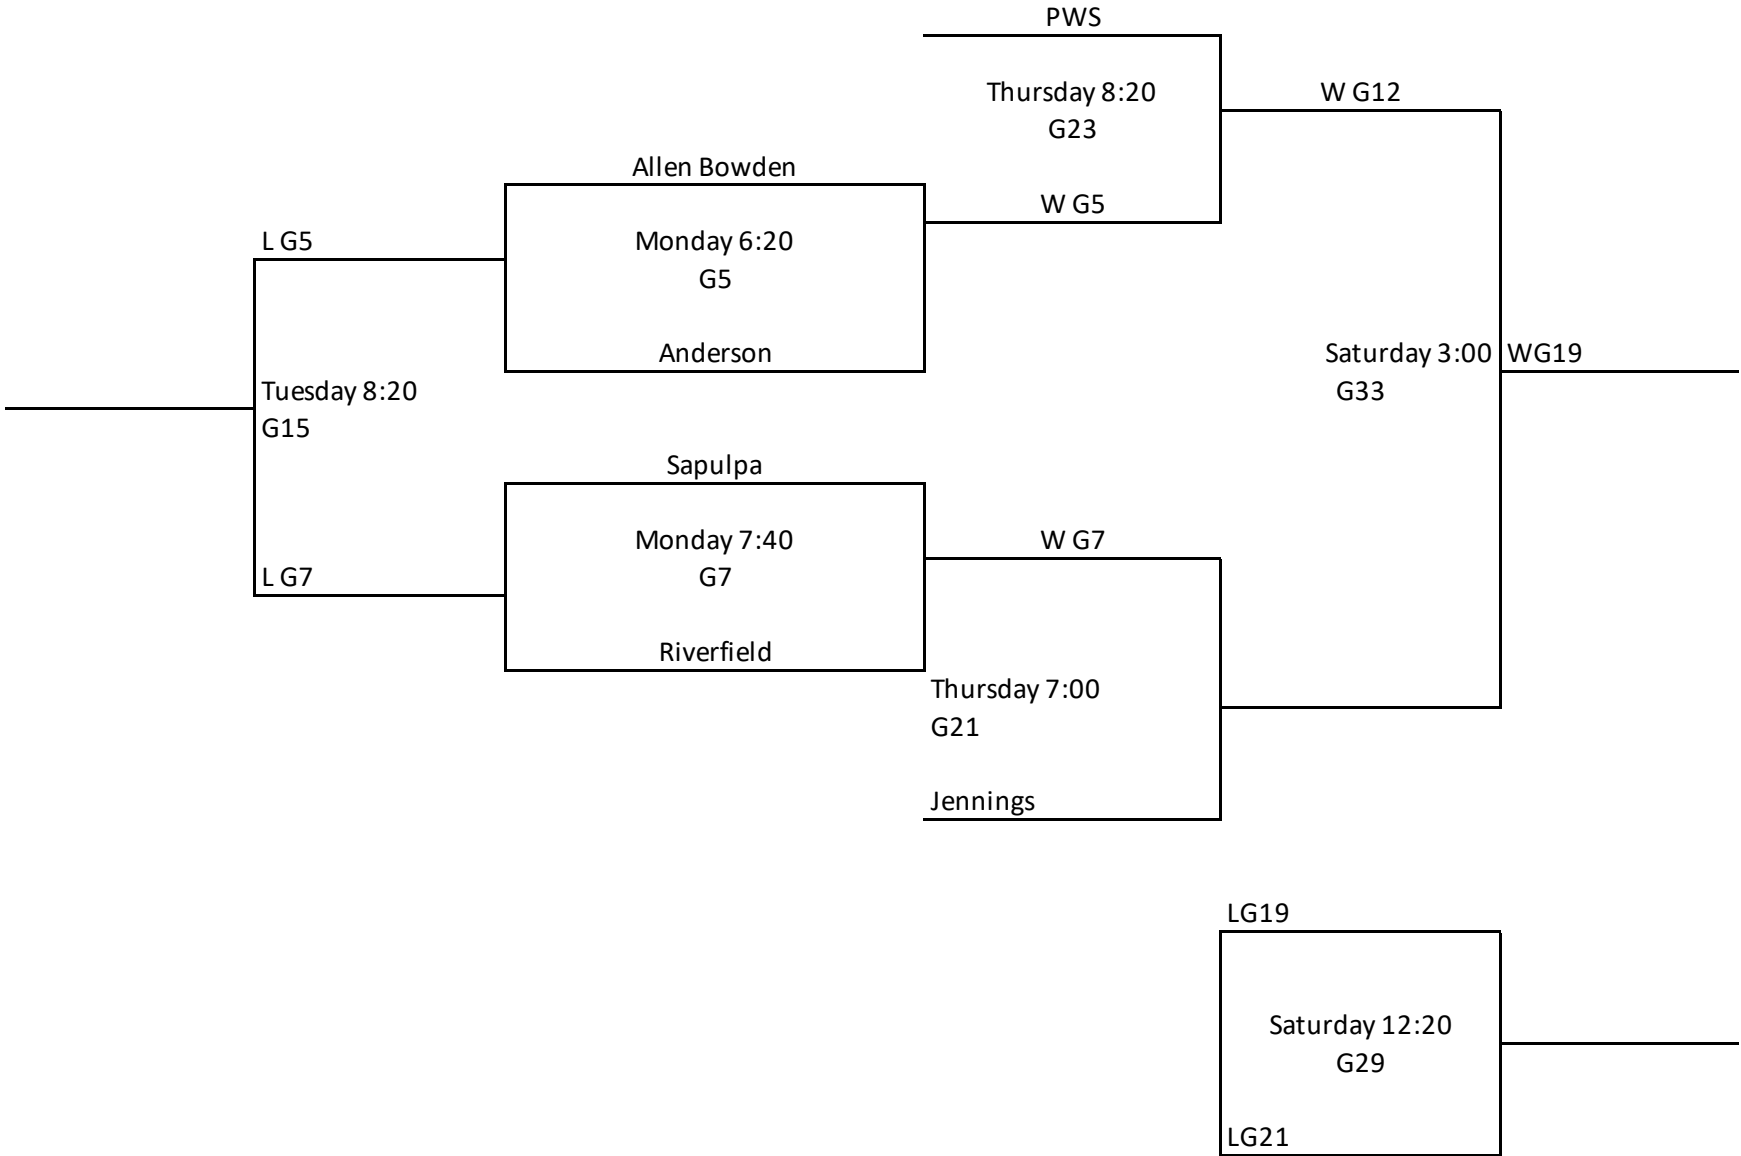 PWS
Thursday 8:20
G23
W G12
Allen Bowden
W G5
L G5
Monday 6:20
G5
Anderson
Saturday 3:00
WG19
G33
Tuesday 8:20
G15
Sapulpa
Monday 7:40
G7
W G7
L G7
Riverfield
Thursday 7:00
G21
Jennings
LG19
Saturday 12:20
G29
LG21